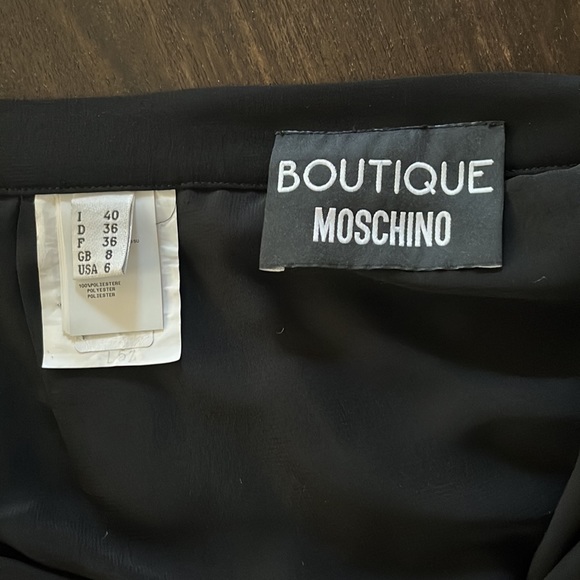 BOUTIQUE
MOSCHINO
I 40
D 36
F 36
GB 8
USA 6
100%POLIESTERE
POLYESTER
POLYESTER